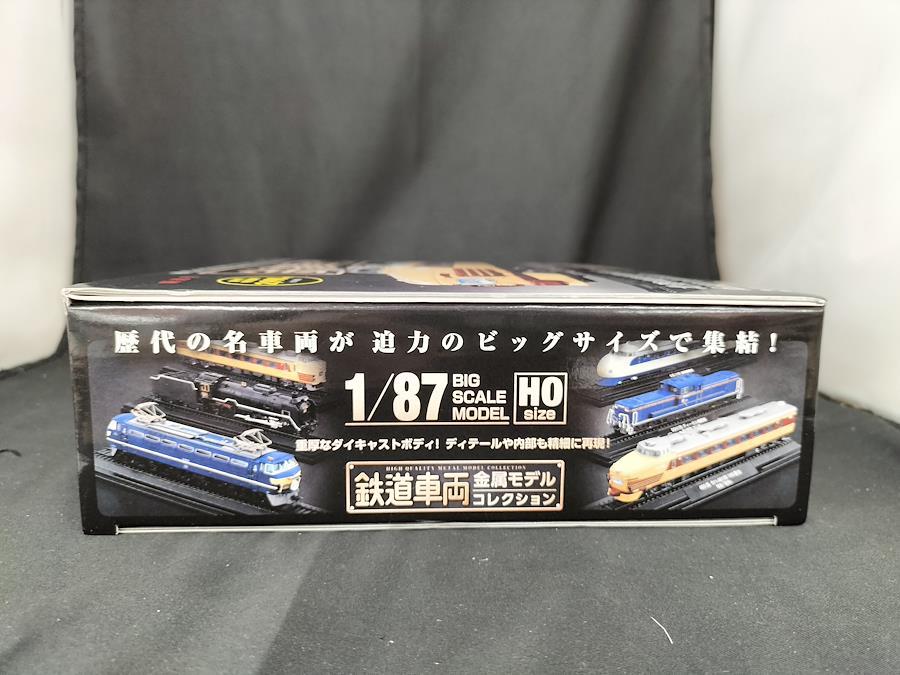 歴代の名車両が 迫力のビッグサイズで集結!
1/87 BIG SCALE MODEL HO size
重厚なダイキャストボディ! ディテールや内部も精細に再現!
HIGH QUALITY METAL MODEL COLLECTION
鉄道車両 金属モデル コレクション